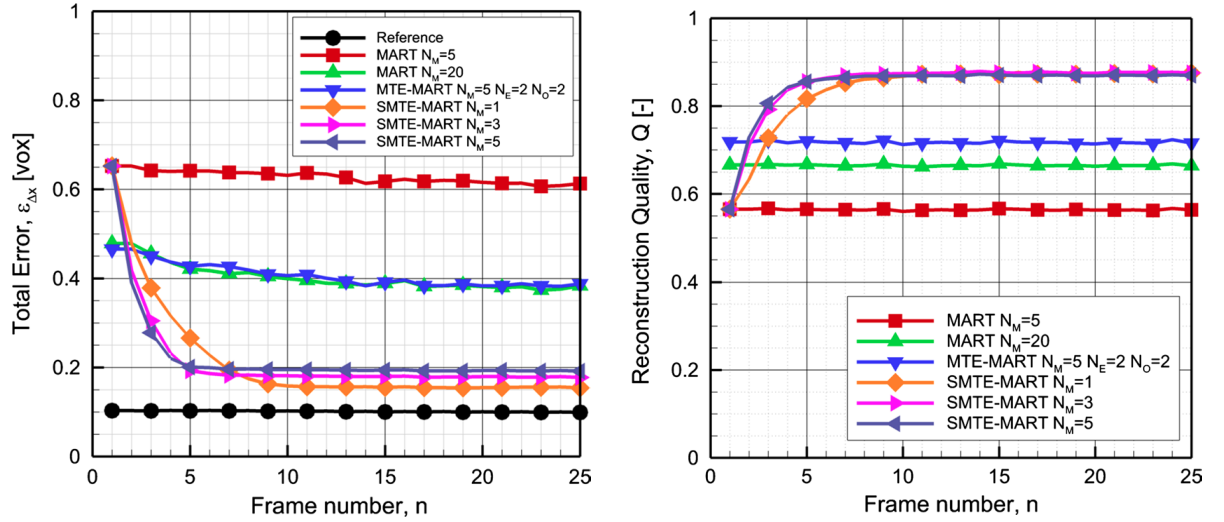 1
0.8
0.6
0.4
0.2
0
Total Error, ε_Δx [vox]
0 5 10 15 20 25
Frame number, n
Reference
MART N_M=5
MART N_M=20
MTE-MART N_M=5 N_E=2 N_O=2
SMTE-MART N_M=1
SMTE-MART N_M=3
SMTE-MART N_M=5
1
0.8
0.6
0.4
0.2
0
Reconstruction Quality, Q [-]
0 5 10 15 20 25
Frame number, n
MART N_M=5
MART N_M=20
MTE-MART N_M=5 N_E=2 N_O=2
SMTE-MART N_M=1
SMTE-MART N_M=3
SMTE-MART N_M=5